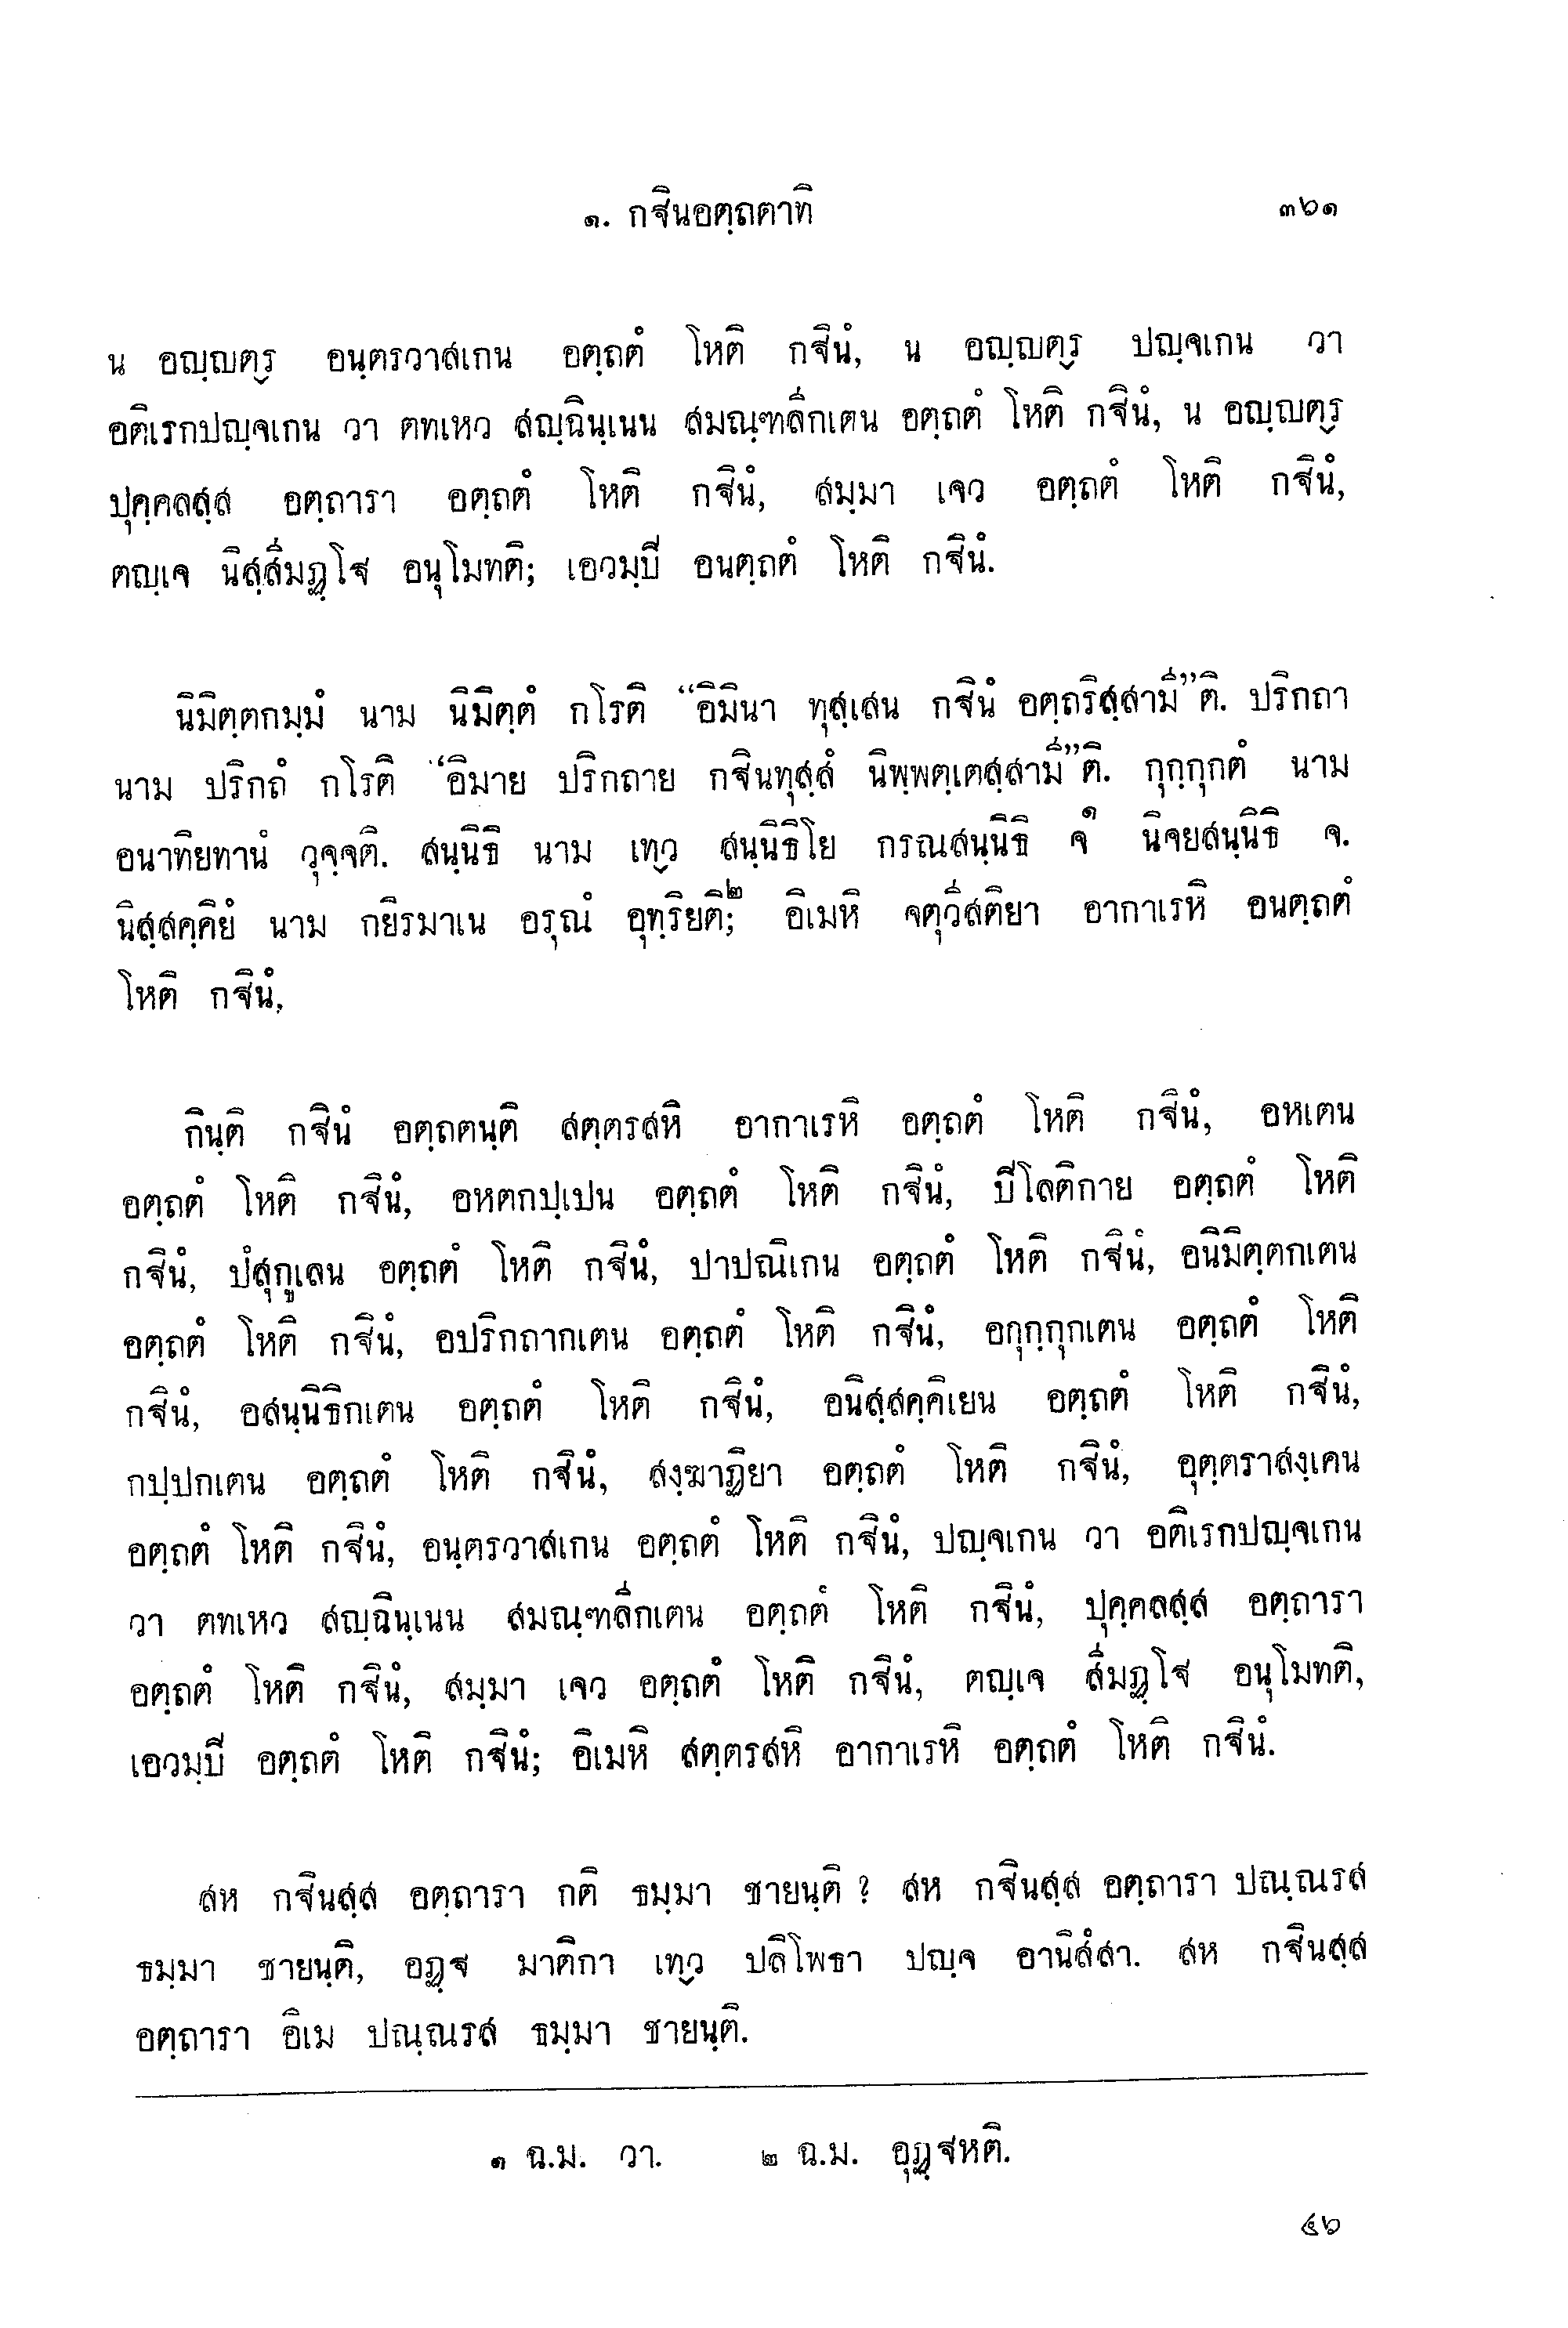 ๑. กฐินอตฺถตาทิ ๓๖๑
น อญฺญตฺร อนฺตรวาสเกน อตฺถตํ โหติ กฐินํ, น อญฺญตฺร ปญฺจเกน วา
อติเรกปญฺจเกน วา ตทเหว สญฺฉินฺเนน สมณฺฑลิกเตน อตฺถตํ โหติ กฐินํ, น อญฺญตฺร
ปุคฺคลสฺส อตฺถารา อตฺถตํ โหติ กฐินํ, สมฺมา เจว อตฺถตํ โหติ กฐินํ,
ตญฺเจ นิสฺสีมฏฺโฐ อนุโมทติ; เอวมฺปิ อนตฺถตํ โหติ กฐินํ.
นิมิตฺตกมฺมํ นาม นิมิตฺตํ กโรติ “อิมินา ทุสฺเสน กฐินํ อตฺถริสฺสามี”ติ. ปริกถา
นาม ปริกถํ กโรติ “อิมาย ปริกถาย กฐินทุสฺสํ นิพฺพตฺเตสฺสามี”ติ. กุกฺกุกตํ นาม
อนาทิยทานํ วุจฺจติ. สนฺนิธิ นาม เทฺว สนฺนิธิโย กรณสนฺนิธิ จ๑ นิจยสนฺนิธิ จ.
นิสฺสคฺคิยํ นาม กยิรมาเน อรุณํ อุทฺริยติ;๒ อิเมหิ จตุวีสติยา อากาเรหิ อนตฺถตํ
โหติ กฐินํ.
กินฺติ กฐินํ อตฺถตนฺติ สตฺตรสหิ อากาเรหิ อตฺถตํ โหติ กฐินํ, อหเตน
อตฺถตํ โหติ กฐินํ, อหตกปฺเปน อตฺถตํ โหติ กฐินํ, ปิโลติกาย อตฺถตํ โหติ
กฐินํ, ปํสุกูเลน อตฺถตํ โหติ กฐินํ, ปาปณิเกน อตฺถตํ โหติ กฐินํ, อนิมิตฺตกเตน
อตฺถตํ โหติ กฐินํ, อปริกถากเตน อตฺถตํ โหติ กฐินํ, อกุกฺกุกเตน อตฺถตํ โหติ
กฐินํ, อสนฺนิธิกเตน อตฺถตํ โหติ กฐินํ, อนิสฺสคฺคิเยน อตฺถตํ โหติ กฐินํ,
กปฺปกเตน อตฺถตํ โหติ กฐินํ, สงฺฆาฏิยา อตฺถตํ โหติ กฐินํ, อุตฺตราสงฺเคน
อตฺถตํ โหติ กฐินํ, อนฺตรวาสเกน อตฺถตํ โหติ กฐินํ, ปญฺจเกน วา อติเรกปญฺจเกน
วา ตทเหว สญฺฉินฺเนน สมณฺฑลิกเตน อตฺถตํ โหติ กฐินํ, ปุคฺคลสฺส อตฺถารา
อตฺถตํ โหติ กฐินํ, สมฺมา เจว อตฺถตํ โหติ กฐินํ, ตญฺเจ สีมฏฺโฐ อนุโมทติ,
เอวมฺปิ อตฺถตํ โหติ กฐินํ; อิเมหิ สตฺตรสหิ อากาเรหิ อตฺถตํ โหติ กฐินํ.
สห กฐินสฺส อตฺถารา กติ ธมฺมา ชายนฺติ ? สห กฐินสฺส อตฺถารา ปณฺณรส
ธมฺมา ชายนฺติ, อฏฺฐ มาติกา เทฺว ปลิโพธา ปญฺจ อานิสํสา. สห กฐินสฺส
อตฺถารา อิเม ปณฺณรส ธมฺมา ชายนฺติ.
๑ ฉ.ม. วา. ๒ ฉ.ม. อุฏฺฐหติ.
๔๖